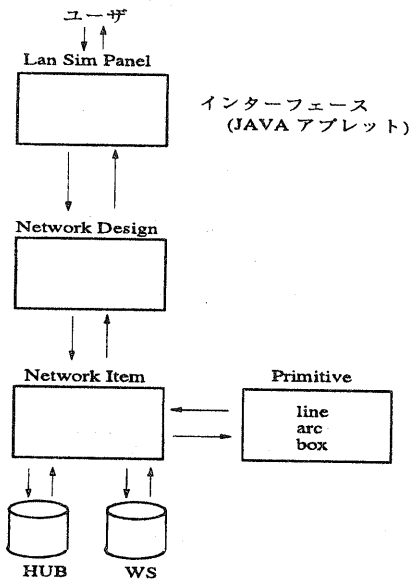 ユーザ
Lan Sim Panel
インターフェース
(JAVA アプレット)
Network Design
Network Item
Primitive
line
arc
box
HUB
WS